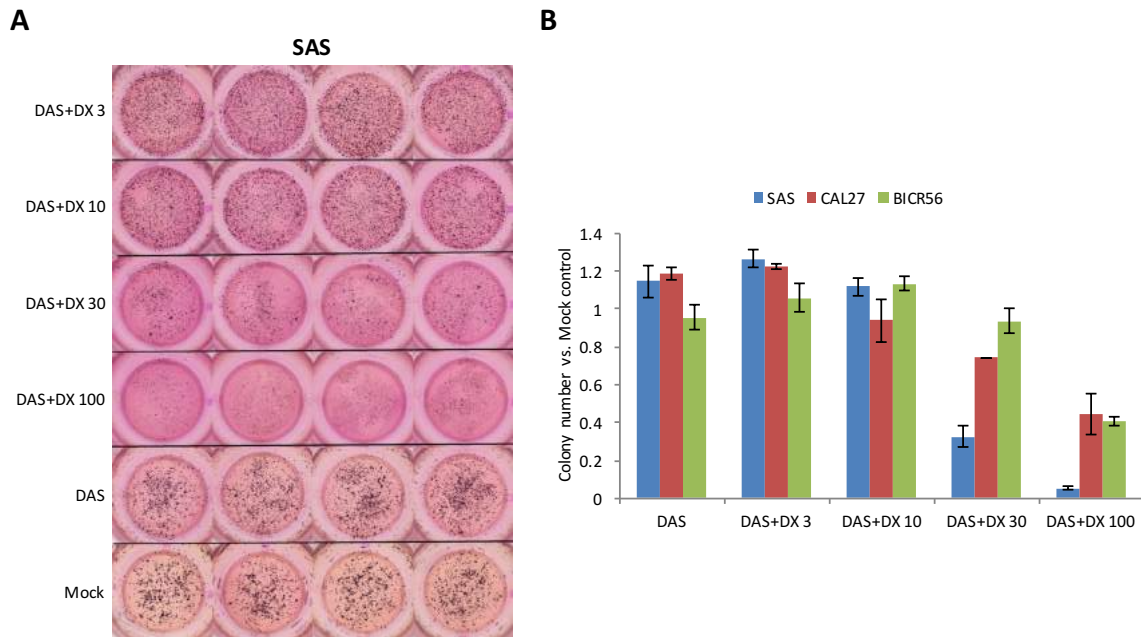 A
SAS
DAS+DX 3
DAS+DX 10
DAS+DX 30
DAS+DX 100
DAS
Mock
B
SAS CAL27 BICR56
Colony number vs. Mock control
1.4
1.2
1
0.8
0.6
0.4
0.2
0
DAS DAS+DX 3 DAS+DX 10 DAS+DX 30 DAS+DX 100